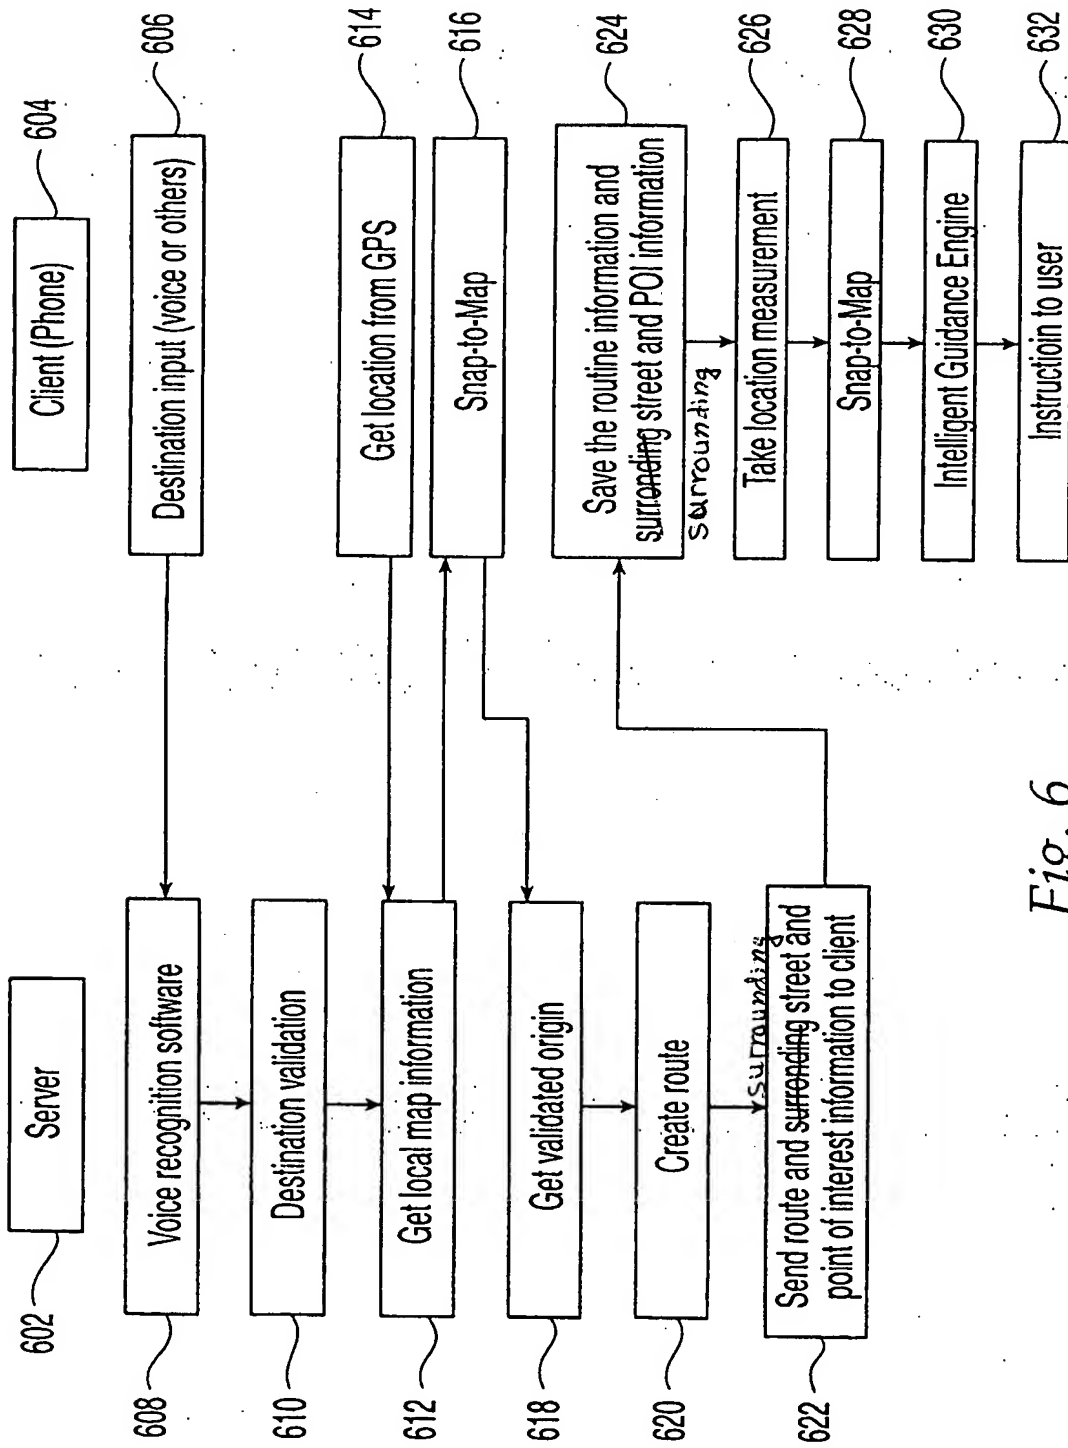 602
Server
Client (Phone)
604
606
Destination input (voice or others)
608
Voice recognition software
610
Destination validation
614
Get location from GPS
612
Get local map information
616
Snap-to-Map
618
Get validated origin
620
Create route
surrounding
622
Send route and surronding street and
point of interest information to client
624
Save the routine information and
surronding street and POI information
surrounding
626
Take location measurement
628
Snap-to-Map
630
Intelligent Guidance Engine
632
Instructioin to user
Fig. 6